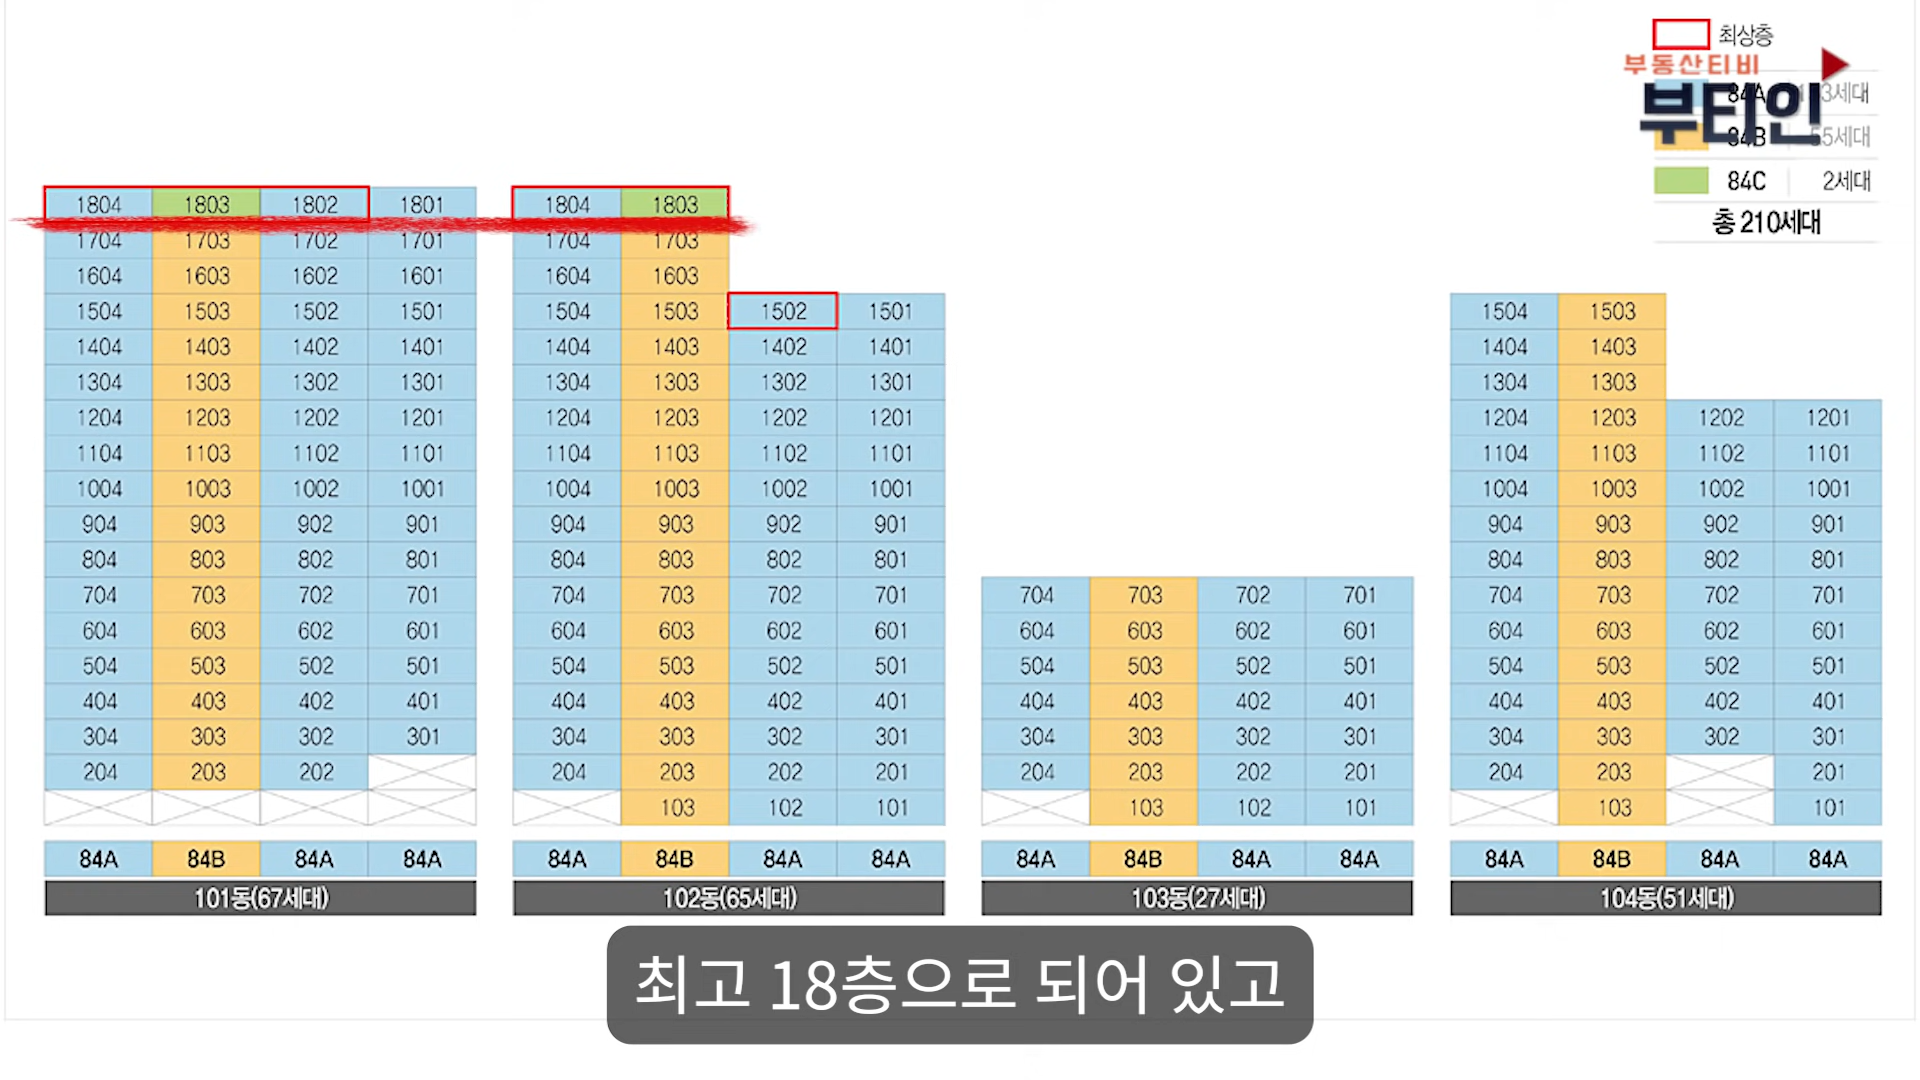 최상층
부동산티비
부티인
84A 세대
84B 55세대
84C 2세대
총 210세대
1804 1803 1802 1801 1804 1803
1704 1703 1702 1701 1704 1703
1604 1603 1602 1601 1604 1603
1504 1503 1502 1501 1504 1503 1502 1501 1504 1503
1404 1403 1402 1401 1404 1403 1402 1401 1404 1403
1304 1303 1302 1301 1304 1303 1302 1301 1304 1303
1204 1203 1202 1201 1204 1203 1202 1201 1204 1203 1202 1201
1104 1103 1102 1101 1104 1103 1102 1101 1104 1103 1102 1101
1004 1003 1002 1001 1004 1003 1002 1001 1004 1003 1002 1001
904 903 902 901 904 903 902 901 904 903 902 901
804 803 802 801 804 803 802 801 804 803 802 801
704 703 702 701 704 703 702 701 704 703 702 701 704 703 702 701
604 603 602 601 604 603 602 601 604 603 602 601 604 603 602 601
504 503 502 501 504 503 502 501 504 503 502 501 504 503 502 501
404 403 402 401 404 403 402 401 404 403 402 401 404 403 402 401
304 303 302 301 304 303 302 301 304 303 302 301 304 303 302 301
204 203 202 204 203 202 201 204 203 202 201 204 203 201
103 102 101 103 102 101 103 101
84A 84B 84A 84A 84A 84B 84A 84A 84A 84B 84A 84A 84A 84B 84A 84A
101동(67세대) 102동(65세대) 103동(27세대) 104동(51세대)
최고 18층으로 되어 있고